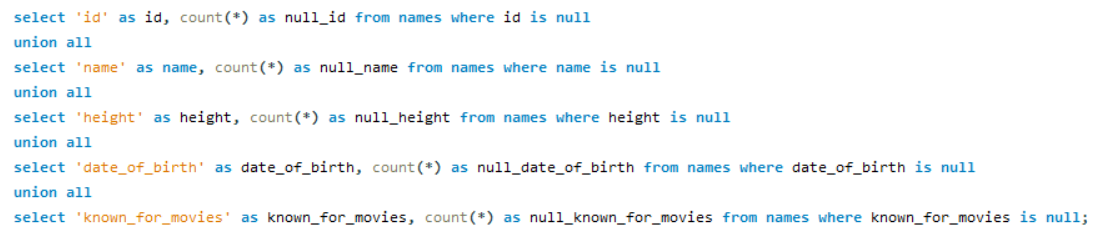 select 'id' as id, count(*) as null_id from names where id is null
union all
select 'name' as name, count(*) as null_name from names where name is null
union all
select 'height' as height, count(*) as null_height from names where height is null
union all
select 'date_of_birth' as date_of_birth, count(*) as null_date_of_birth from names where date_of_birth is null
union all
select 'known_for_movies' as known_for_movies, count(*) as null_known_for_movies from names where known_for_movies is null;